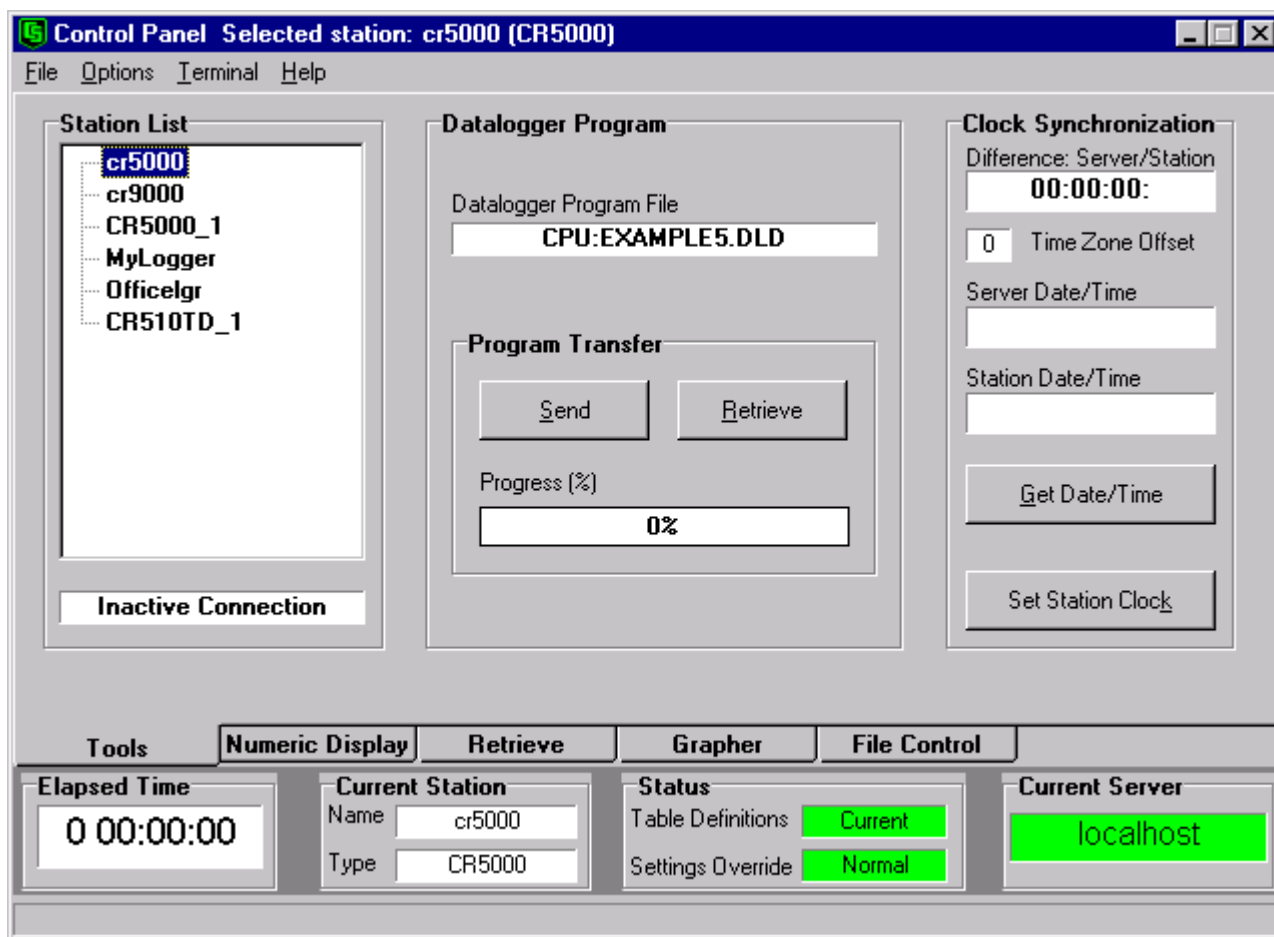 Control Panel Selected station: cr5000 (CR5000)
File Options Terminal Help
Station List
cr5000
cr9000
CR5000_1
MyLogger
Officelgr
CR510TD_1
Inactive Connection
Datalogger Program
Datalogger Program File
CPU:EXAMPLE5.DLD
Program Transfer
Send Retrieve
Progress (%)
0%
Clock Synchronization
Difference: Server/Station
00:00:00:
0 Time Zone Offset
Server Date/Time
Station Date/Time
Get Date/Time
Set Station Clock
Tools Numeric Display Retrieve Grapher File Control
Elapsed Time
0 00:00:00
Current Station
Name cr5000
Type CR5000
Status
Table Definitions Current
Settings Override Normal
Current Server
localhost